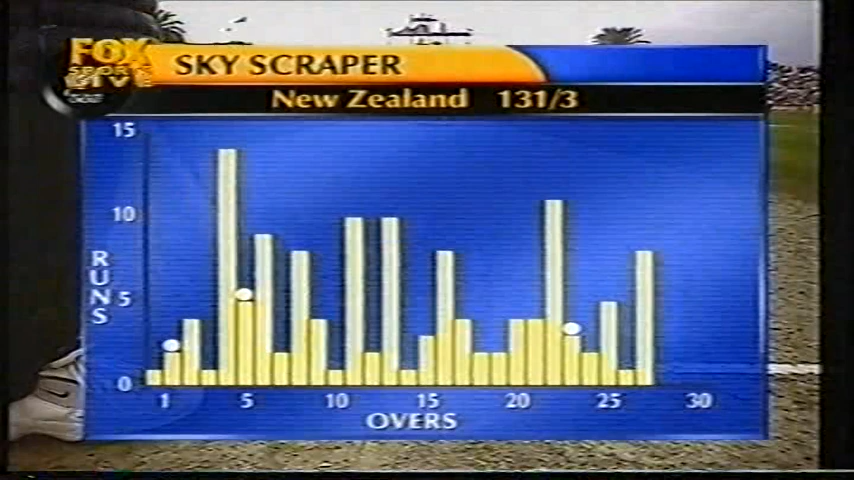 FOX
SPORTS
SKY SCRAPER
New Zealand 131/3
15
10
5
0
RUNS
1 5 10 15 20 25 30
OVERS